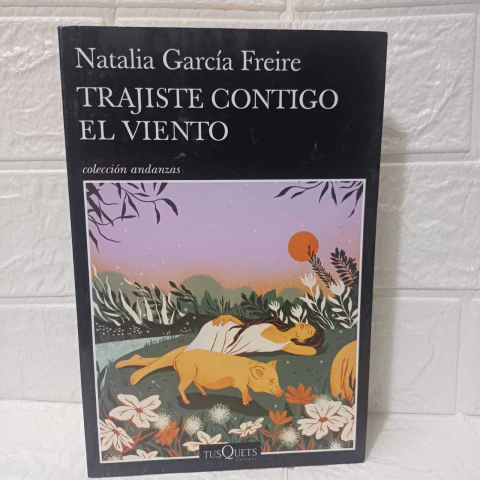 Natalia García Freire
TRAJISTE CONTIGO
EL VIENTO
colección andanzas
TUSQUETS